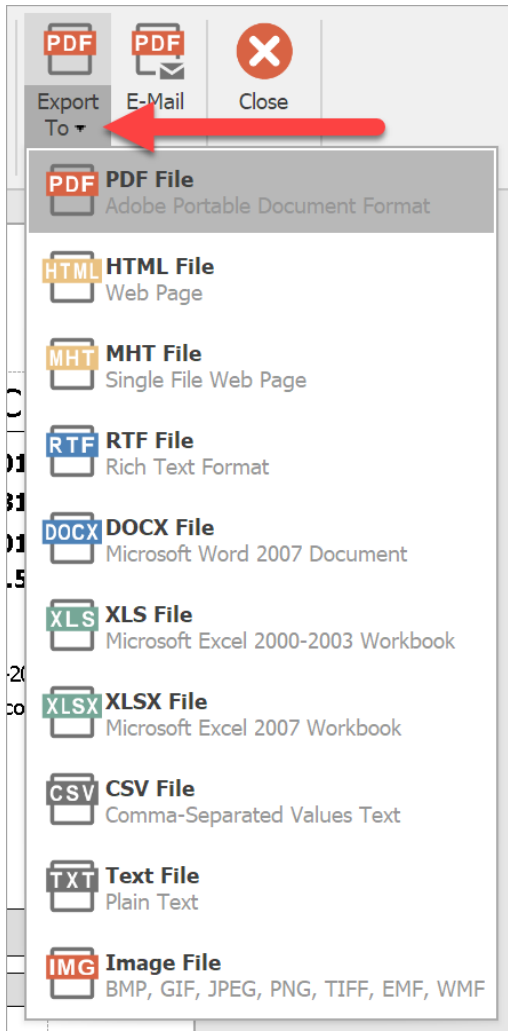 PDF
PDF
Export
To
E-Mail
Close
PDF
PDF File
Adobe Portable Document Format
HTML
HTML File
Web Page
MHT
MHT File
Single File Web Page
RTF
RTF File
Rich Text Format
DOCX
DOCX File
Microsoft Word 2007 Document
XLS
XLS File
Microsoft Excel 2000-2003 Workbook
XLSX
XLSX File
Microsoft Excel 2007 Workbook
CSV
CSV File
Comma-Separated Values Text
TXT
Text File
Plain Text
IMG
Image File
BMP, GIF, JPEG, PNG, TIFF, EMF, WMF